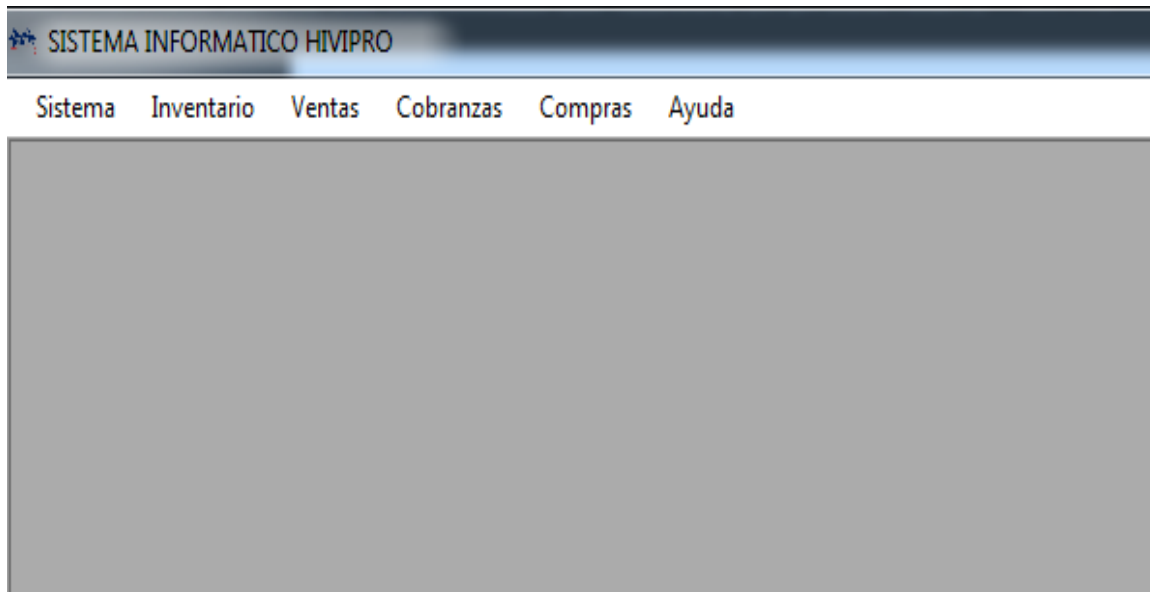 SISTEMA INFORMATICO HIVIPRO
Sistema Inventario Ventas Cobranzas Compras Ayuda